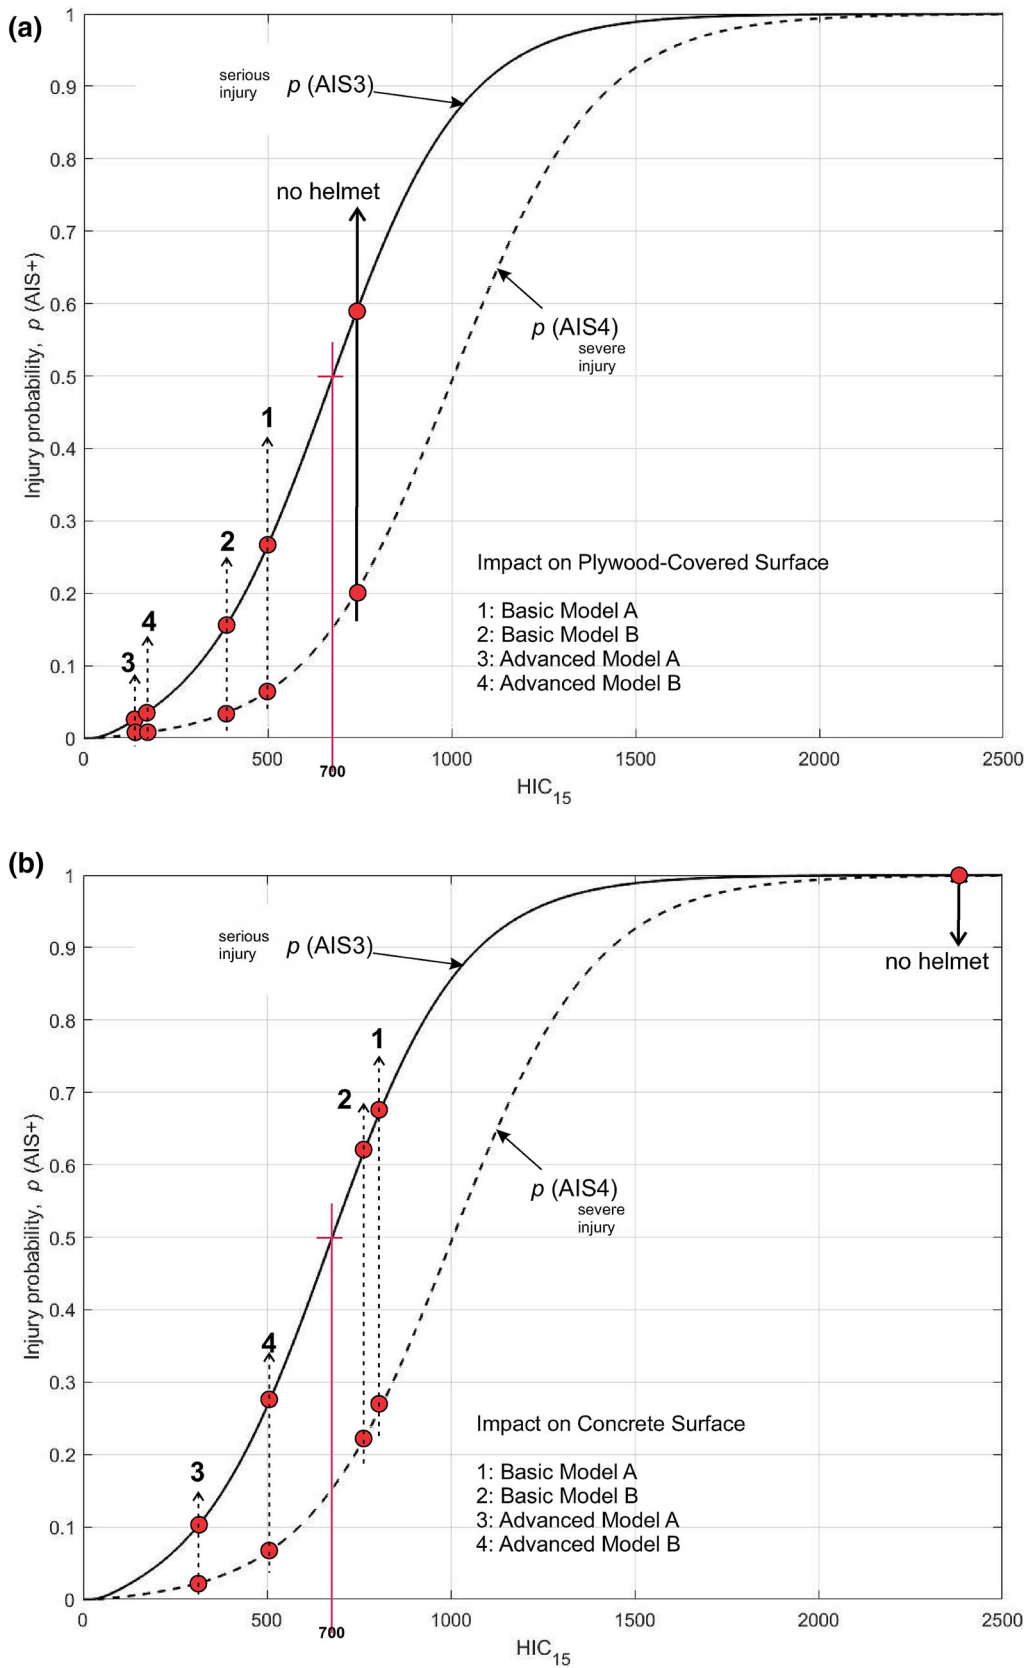 (a)
1
0.9
0.8
0.7
0.6
0.5
0.4
0.3
0.2
0.1
0
Injury probability, p (AIS+)
serious
injury
p (AIS3)
no helmet
p (AIS4)
severe
injury
1
2
4
3
Impact on Plywood-Covered Surface
1: Basic Model A
2: Basic Model B
3: Advanced Model A
4: Advanced Model B
0 500 1000 1500 2000 2500
700
HIC15
(b)
1
0.9
0.8
0.7
0.6
0.5
0.4
0.3
0.2
0.1
0
Injury probability, p (AIS+)
serious
injury
p (AIS3)
no helmet
1
2
p (AIS4)
severe
injury
4
3
Impact on Concrete Surface
1: Basic Model A
2: Basic Model B
3: Advanced Model A
4: Advanced Model B
0 500 1000 1500 2000 2500
700
HIC15